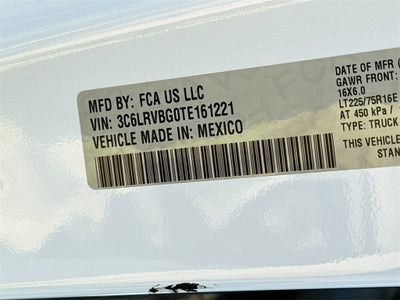 MFD BY: FCA US LLC
VIN: 3C6LRVBG0TE161221
VEHICLE MADE IN: MEXICO
DATE OF MFR (
GAWR FRONT:
16X6.0
LT225/75R16E
AT 450 kPa /
TYPE: TRUCK
THIS VEHICLE
STAN